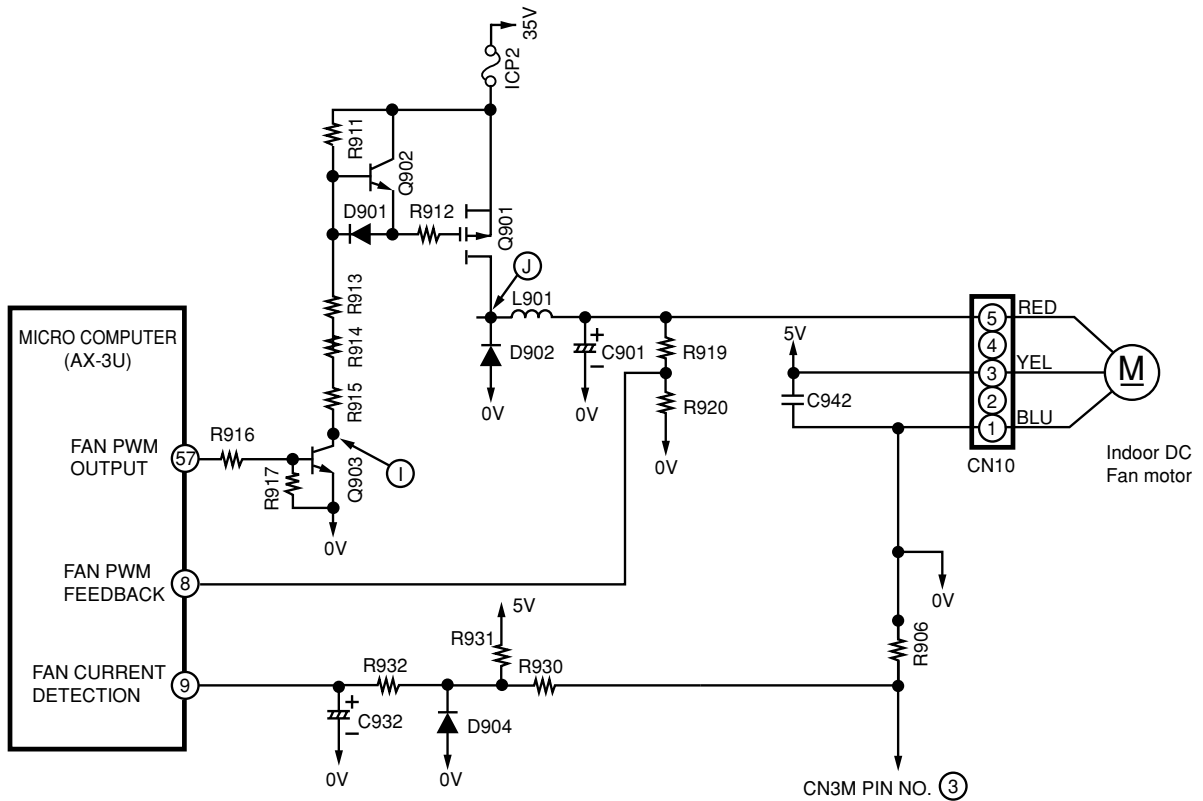 35V
ICP2
R911
Q902
D901
R912
Q901
J
L901
R913
R914
R915
D902
C901
+
−
R919
R920
0V
0V
0V
5V
C942
5
4
3
2
1
RED
YEL
BLU
CN10
M
Indoor DC
Fan motor
MICRO COMPUTER
(AX-3U)
FAN PWM
OUTPUT
57
R916
R917
Q903
I
0V
FAN PWM
FEEDBACK
8
FAN CURRENT
DETECTION
9
R932
C932
+
−
0V
D904
0V
R931
5V
R930
0V
R906
CN3M PIN NO. 3